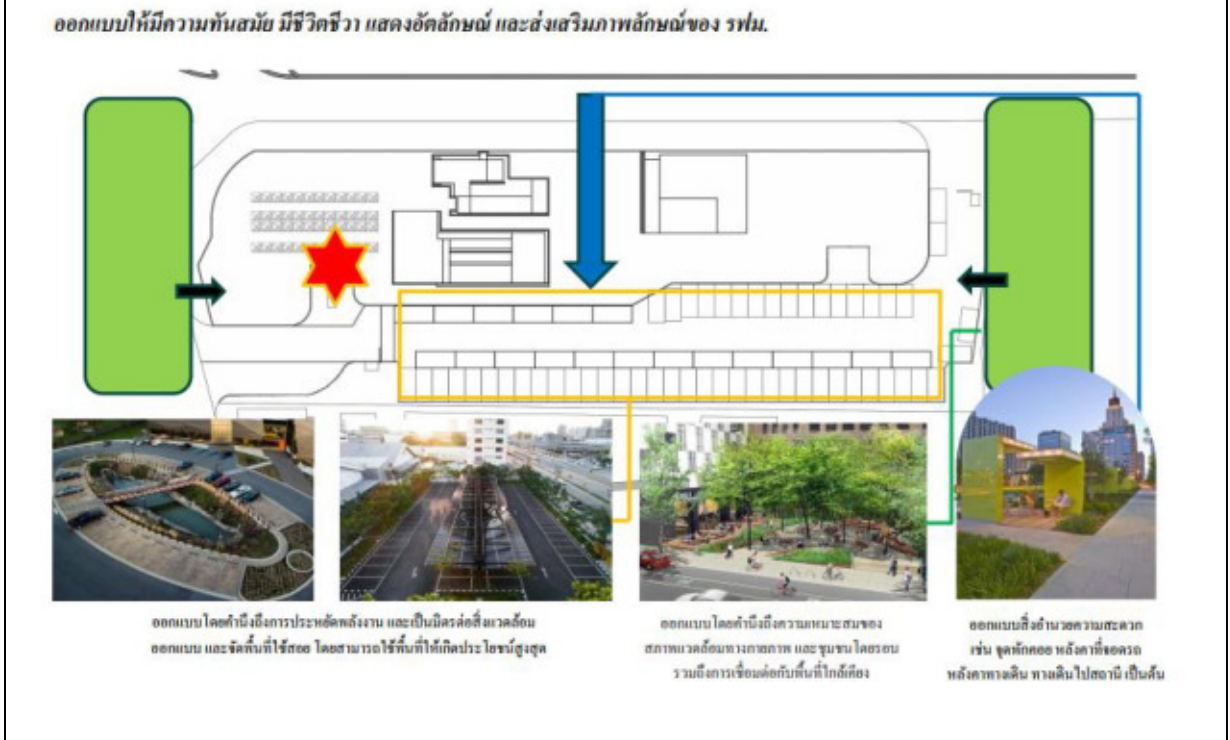 ออกแบบให้มีความทันสมัย มีชีวิตชีวา แสดงอัตลักษณ์ และส่งเสริมภาพลักษณ์ของ รฟม.
ออกแบบโดยคำนึงถึงการประหยัดพลังงาน และเป็นมิตรต่อสิ่งแวดล้อม
ออกแบบ และจัดพื้นที่ใช้สอย โดยสามารถใช้พื้นที่ให้เกิดประโยชน์สูงสุด
ออกแบบโดยคำนึงถึงความเหมาะสมของ
สภาพแวดล้อมทางกายภาพ และชุมชนโดยรอบ
รวมถึงการเชื่อมต่อกับพื้นที่ใกล้เคียง
ออกแบบสิ่งอำนวยความสะดวก
เช่น จุดพักคอย หลังคาที่จอดรถ
หลังคาทางเดิน ทางเดินไปสถานี เป็นต้น